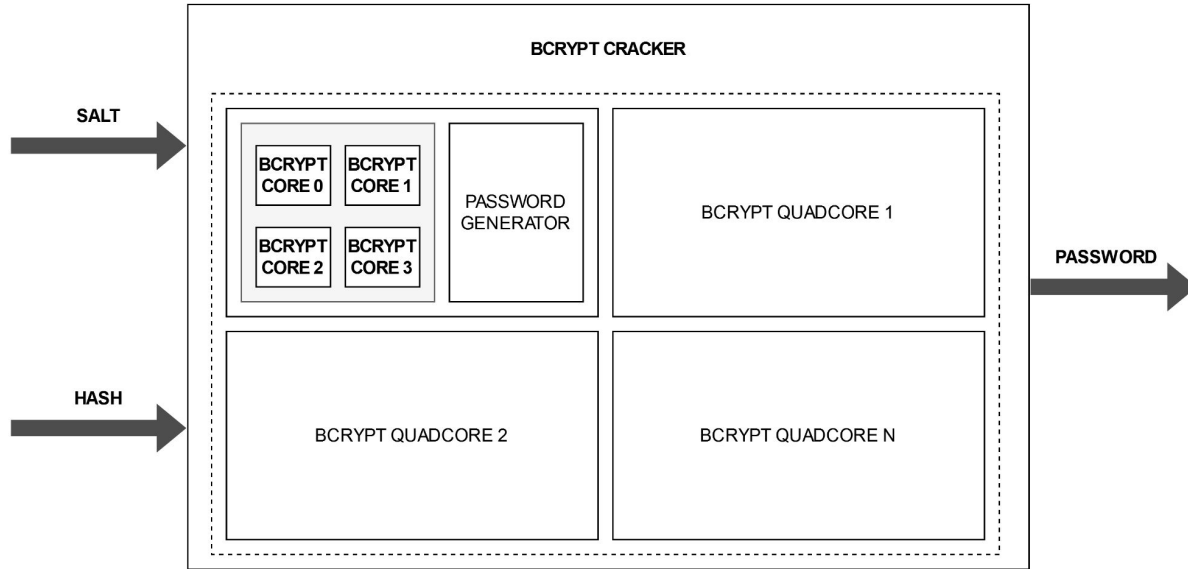 BCRYPT CRACKER
SALT
BCRYPT
CORE 0
BCRYPT
CORE 1
BCRYPT
CORE 2
BCRYPT
CORE 3
PASSWORD
GENERATOR
BCRYPT QUADCORE 1
PASSWORD
HASH
BCRYPT QUADCORE 2
BCRYPT QUADCORE N